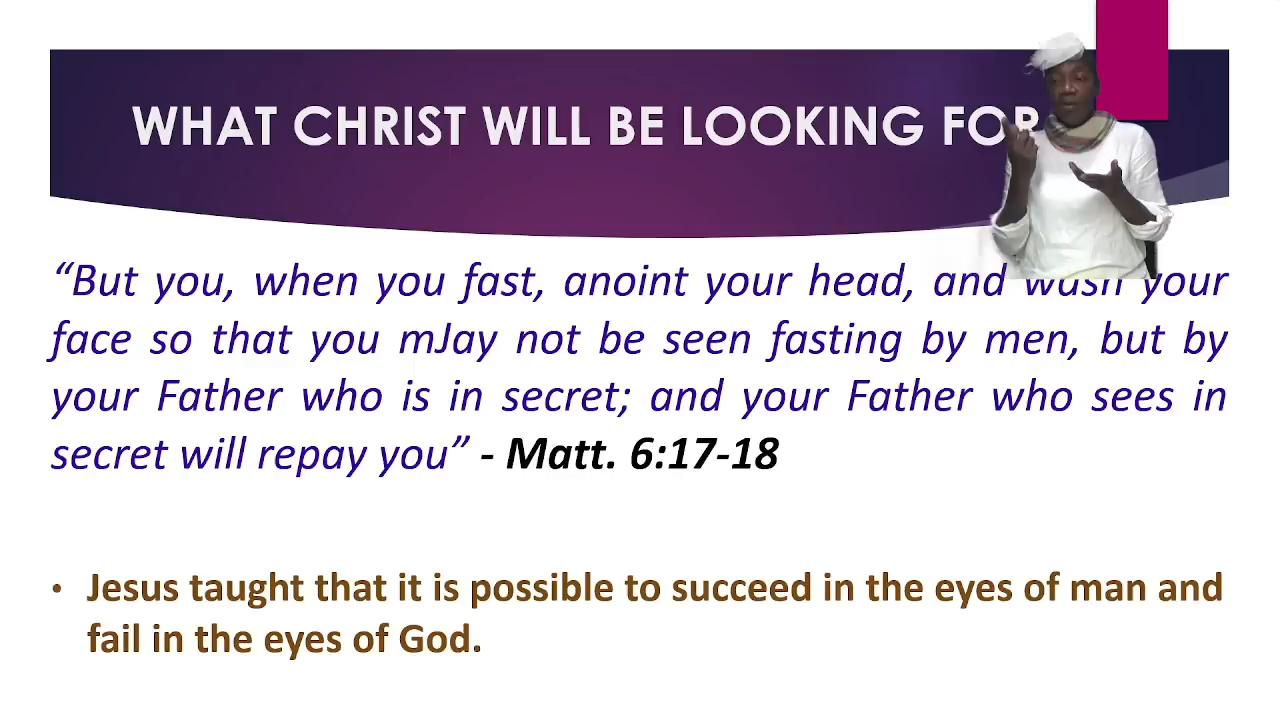 WHAT CHRIST WILL BE LOOKING FOR
“But you, when you fast, anoint your head, and wash your
face so that you mJay not be seen fasting by men, but by
your Father who is in secret; and your Father who sees in
secret will repay you” - Matt. 6:17-18
• Jesus taught that it is possible to succeed in the eyes of man and
fail in the eyes of God.